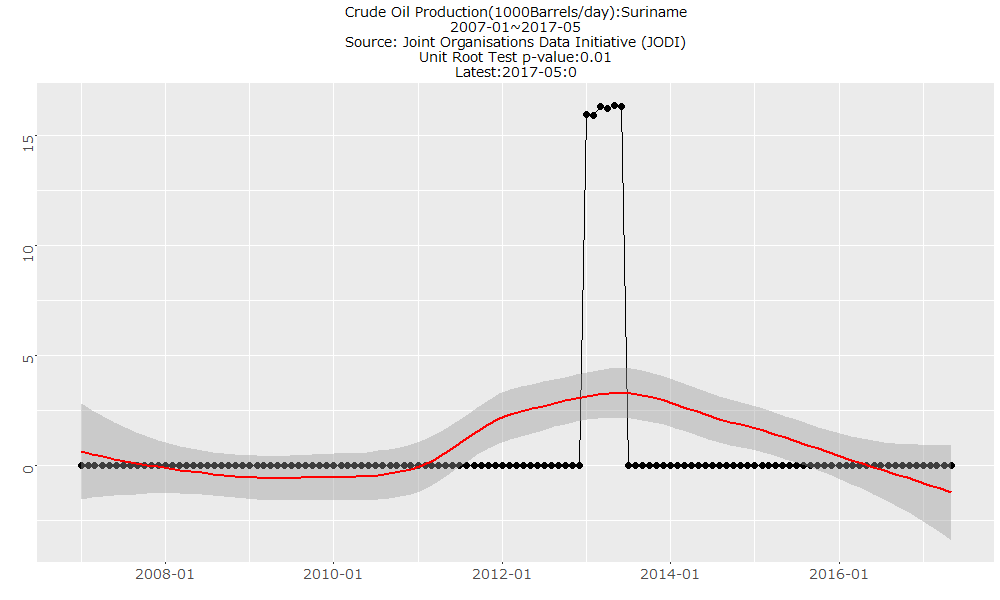 Crude Oil Production(1000Barrels/day):Suriname
2007-01~2017-05
Source: Joint Organisations Data Initiative (JODI)
Unit Root Test p-value:0.01
Latest:2017-05:0
15
10
5
0
2008-01
2010-01
2012-01
2014-01
2016-01